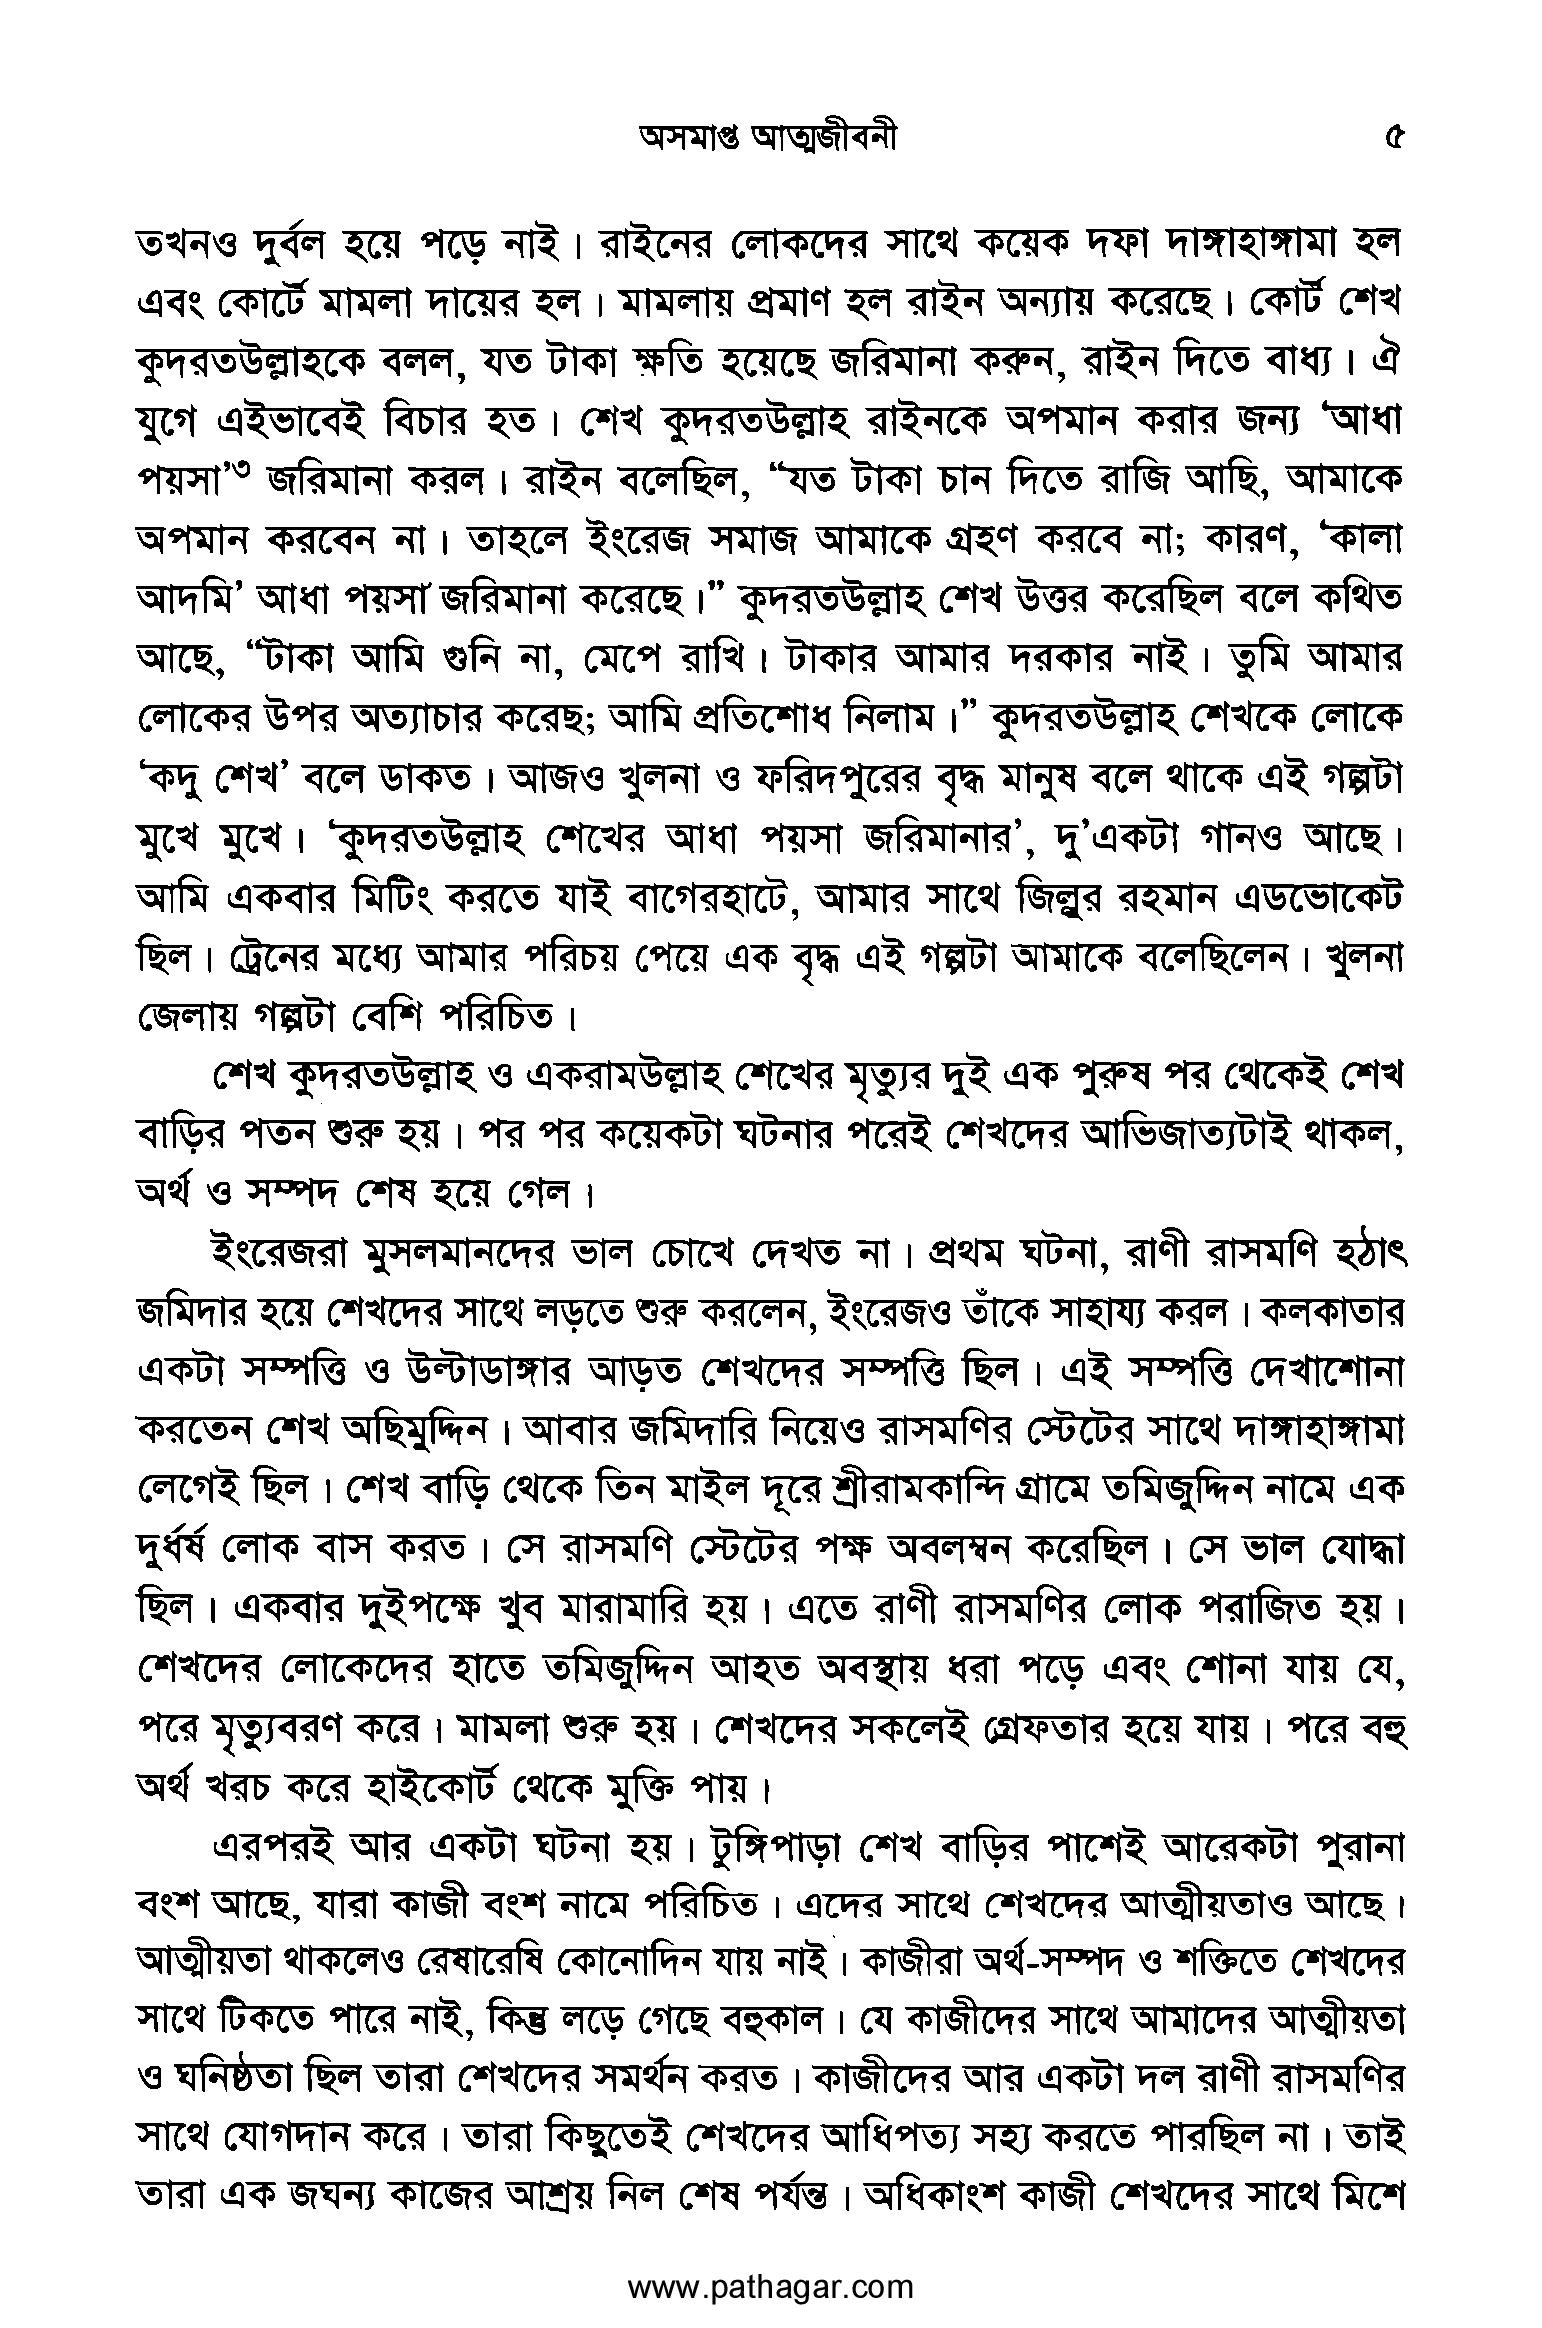 অসমাপ্ত আত্মজীবনী ৫
তখনও দুর্বল হয়ে পড়ে নাই। রাইনের লোকদের সাথে কয়েক দফা দাঙ্গাহাঙ্গামা হল
এবং কোর্টে মামলা দায়ের হল। মামলায় প্রমাণ হল রাইন অন্যায় করেছে। কোর্ট শেখ
কুদরতউল্লাহকে বলল, যত টাকা ক্ষতি হয়েছে জরিমানা করুন, রাইন দিতে বাধ্য। ঐ
যুগে এইভাবেই বিচার হত। শেখ কুদরতউল্লাহ রাইনকে অপমান করার জন্য ‘আধা
পয়সা’³ জরিমানা করল। রাইন বলেছিল, “যত টাকা চান দিতে রাজি আছি, আমাকে
অপমান করবেন না। তাহলে ইংরেজ সমাজ আমাকে গ্রহণ করবে না; কারণ, ‘কালা
আদমি’ আধা পয়সা জরিমানা করেছে।” কুদরতউল্লাহ শেখ উত্তর করেছিল বলে কথিত
আছে, “টাকা আমি গুনি না, মেপে রাখি। টাকার আমার দরকার নাই। তুমি আমার
লোকের উপর অত্যাচার করেছ; আমি প্রতিশোধ নিলাম।” কুদরতউল্লাহ শেখকে লোকে
‘কদু শেখ’ বলে ডাকত। আজও খুলনা ও ফরিদপুরের বৃদ্ধ মানুষ বলে থাকে এই গল্পটা
মুখে মুখে। ‘কুদরতউল্লাহ শেখের আধা পয়সা জরিমানার’, দু’একটা গানও আছে।
আমি একবার মিটিং করতে যাই বাগেরহাটে, আমার সাথে জিল্লুর রহমান এডভোকেট
ছিল। ট্রেনের মধ্যে আমার পরিচয় পেয়ে এক বৃদ্ধ এই গল্পটা আমাকে বলেছিলেন। খুলনা
জেলায় গল্পটা বেশি পরিচিত।
শেখ কুদরতউল্লাহ ও একরামউল্লাহ শেখের মৃত্যুর দুই এক পুরুষ পর থেকেই শেখ
বাড়ির পতন শুরু হয়। পর পর কয়েকটা ঘটনার পরেই শেখদের আভিজাত্যটাই থাকল,
অর্থ ও সম্পদ শেষ হয়ে গেল।
ইংরেজরা মুসলমানদের ভাল চোখে দেখত না। প্রথম ঘটনা, রাণী রাসমণি হঠাৎ
জমিদার হয়ে শেখদের সাথে লড়তে শুরু করলেন, ইংরেজও তাঁকে সাহায্য করল। কলকাতার
একটা সম্পত্তি ও উল্টাডাঙ্গার আড়ত শেখদের সম্পত্তি ছিল। এই সম্পত্তি দেখাশোনা
করতেন শেখ অছিমুদ্দিন। আবার জমিদারি নিয়েও রাসমণির স্টেটের সাথে দাঙ্গাহাঙ্গামা
লেগেই ছিল। শেখ বাড়ি থেকে তিন মাইল দূরে শ্রীরামকান্দি গ্রামে তমিজুদ্দিন নামে এক
দুর্ধর্ষ লোক বাস করত। সে রাসমণি স্টেটের পক্ষ অবলম্বন করেছিল। সে ভাল যোদ্ধা
ছিল। একবার দুইপক্ষে খুব মারামারি হয়। এতে রাণী রাসমণির লোক পরাজিত হয়।
শেখদের লোকেদের হাতে তমিজুদ্দিন আহত অবস্থায় ধরা পড়ে এবং শোনা যায় যে,
পরে মৃত্যুবরণ করে। মামলা শুরু হয়। শেখদের সকলেই গ্রেফতার হয়ে যায়। পরে বহু
অর্থ খরচ করে হাইকোর্ট থেকে মুক্তি পায়।
এরপরই আর একটা ঘটনা হয়। টুঙ্গিপাড়া শেখ বাড়ির পাশেই আরেকটা পুরানা
বংশ আছে, যারা কাজী বংশ নামে পরিচিত। এদের সাথে শেখদের আত্মীয়তাও আছে।
আত্মীয়তা থাকলেও রেষারেষি কোনোদিন যায় নাই। কাজীরা অর্থ-সম্পদ ও শক্তিতে শেখদের
সাথে টিকতে পারে নাই, কিন্তু লড়ে গেছে বহুকাল। যে কাজীদের সাথে আমাদের আত্মীয়তা
ও ঘনিষ্ঠতা ছিল তারা শেখদের সমর্থন করত। কাজীদের আর একটা দল রাণী রাসমণির
সাথে যোগদান করে। তারা কিছুতেই শেখদের আধিপত্য সহ্য করতে পারছিল না। তাই
তারা এক জঘন্য কাজের আশ্রয় নিল শেষ পর্যন্ত। অধিকাংশ কাজী শেখদের সাথে মিশে
www.pathagar.com